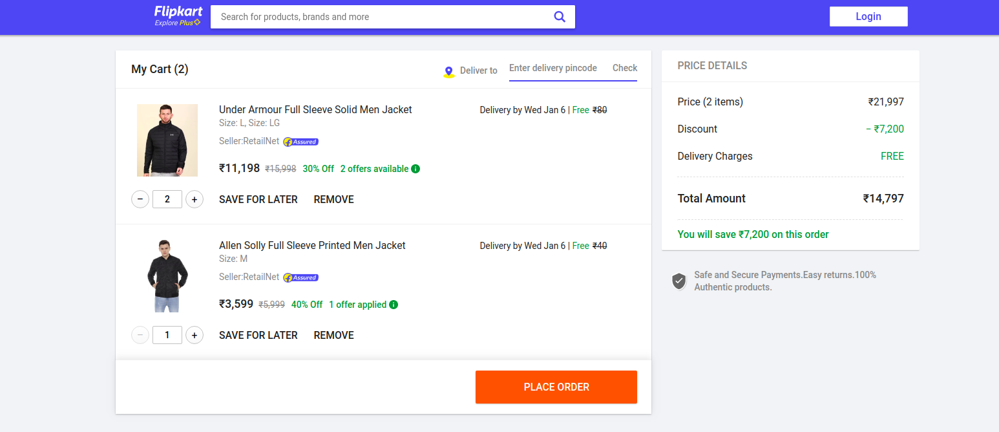 Flipkart
Explore Plus
Search for products, brands and more
Login
My Cart (2)
Deliver to
Enter delivery pincode
Check
Under Armour Full Sleeve Solid Men Jacket
Size: L, Size: LG
Seller:RetailNet
Assured
₹11,198 ₹15,998 30% Off 2 offers available
Delivery by Wed Jan 6 | Free ₹80
2
SAVE FOR LATER
REMOVE
Allen Solly Full Sleeve Printed Men Jacket
Size: M
Seller:RetailNet
Assured
₹3,599 ₹5,999 40% Off 1 offer applied
Delivery by Wed Jan 6 | Free ₹40
1
SAVE FOR LATER
REMOVE
PLACE ORDER
PRICE DETAILS
Price (2 items) ₹21,997
Discount − ₹7,200
Delivery Charges FREE
Total Amount ₹14,797
You will save ₹7,200 on this order
Safe and Secure Payments.Easy returns.100%
Authentic products.